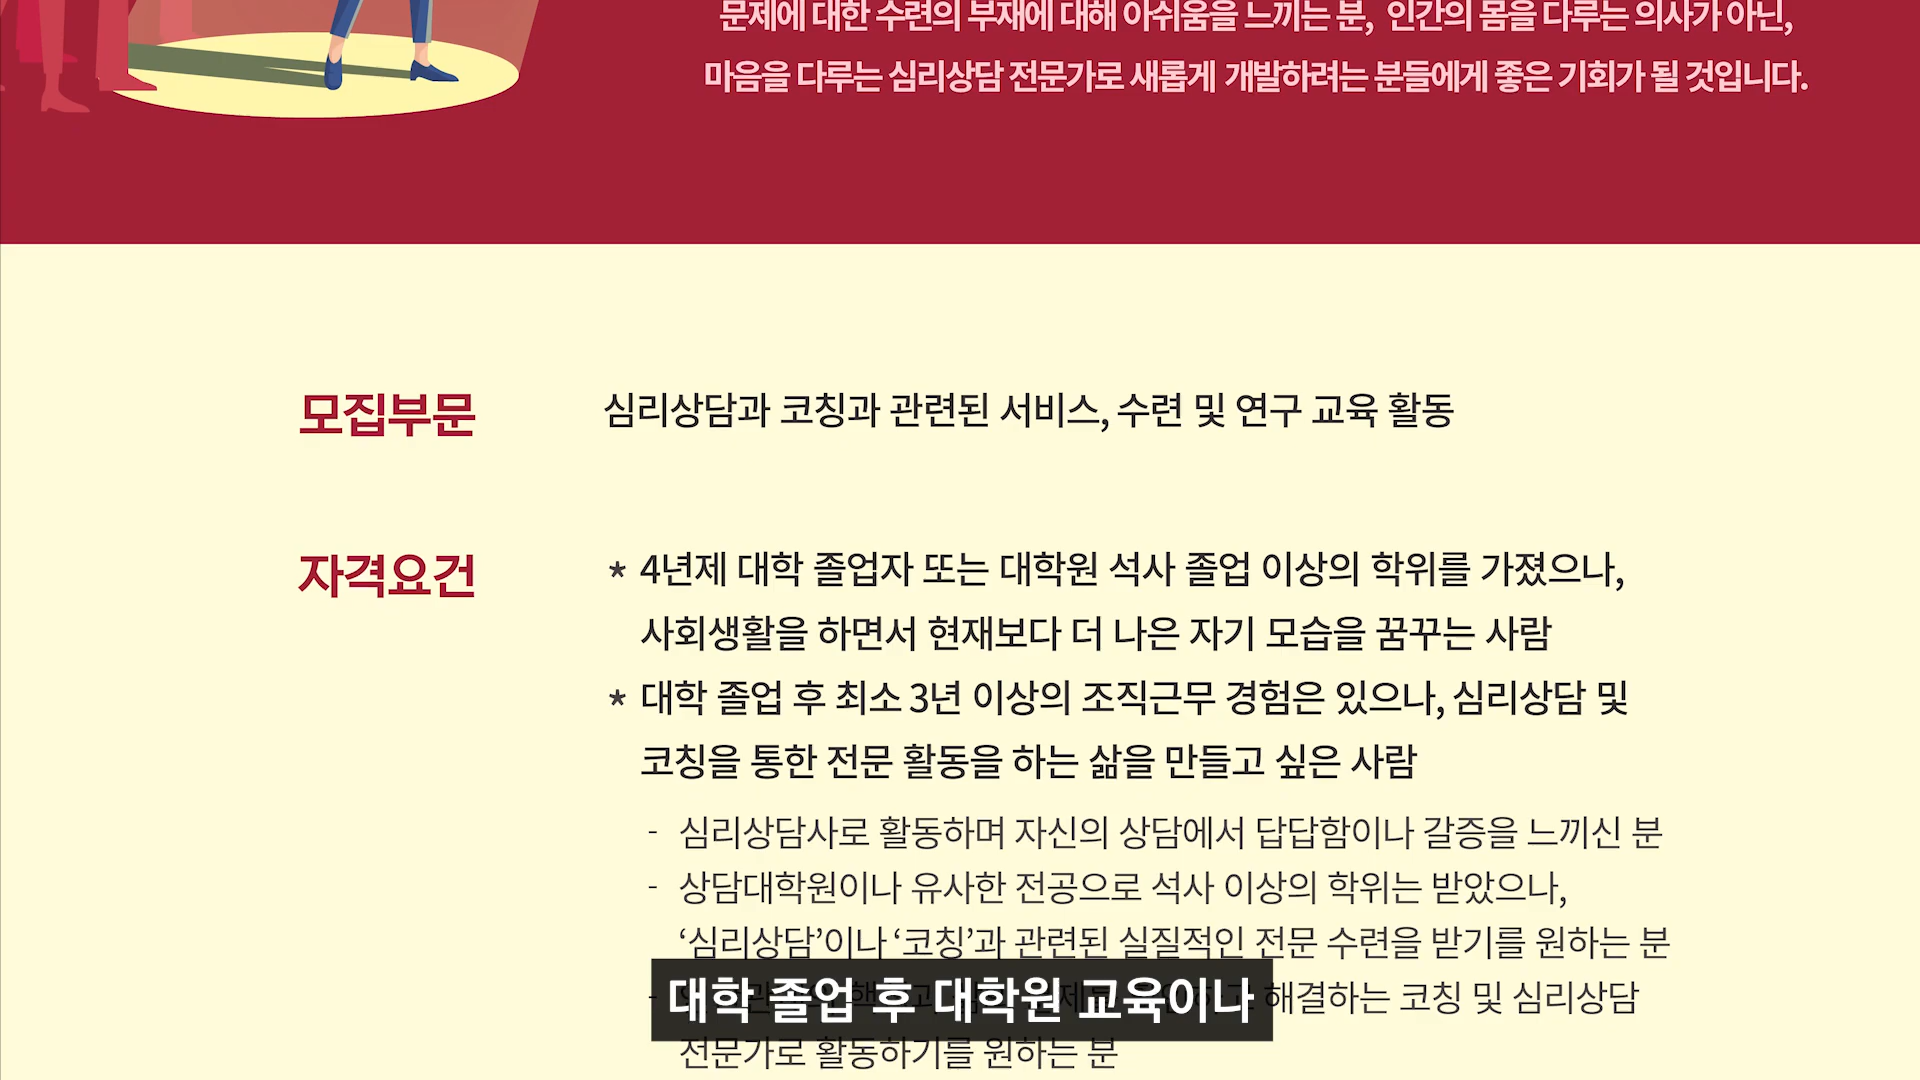 문제에 대한 수련의 부재에 대해 아쉬움을 느끼는 분, 인간의 몸을 다루는 의사가 아닌,
마음을 다루는 심리상담 전문가로 새롭게 개발하려는 분들에게 좋은 기회가 될 것입니다.
모집부문
심리상담과 코칭과 관련된 서비스, 수련 및 연구 교육 활동
자격요건
* 4년제 대학 졸업자 또는 대학원 석사 졸업 이상의 학위를 가졌으나,
사회생활을 하면서 현재보다 더 나은 자기 모습을 꿈꾸는 사람
* 대학 졸업 후 최소 3년 이상의 조직근무 경험은 있으나, 심리상담 및
코칭을 통한 전문 활동을 하는 삶을 만들고 싶은 사람
- 심리상담사로 활동하며 자신의 상담에서 답답함이나 갈증을 느끼신 분
- 상담대학원이나 유사한 전공으로 석사 이상의 학위는 받았으나,
‘심리상담’이나 ‘코칭’과 관련된 실질적인 전문 수련을 받기를 원하는 분
- 해결하는 코칭 및 심리상담
전문가로 활동하기를 원하는 분
대학 졸업 후 대학원 교육이나